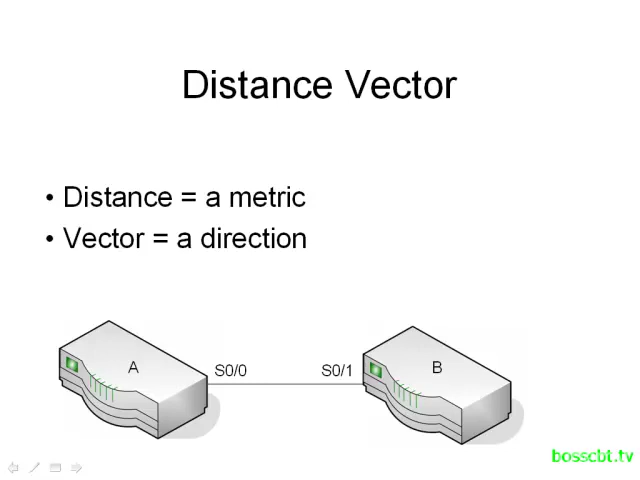 Distance Vector
• Distance = a metric
• Vector = a direction
A
S0/0
S0/1
B
bosscbt.tv